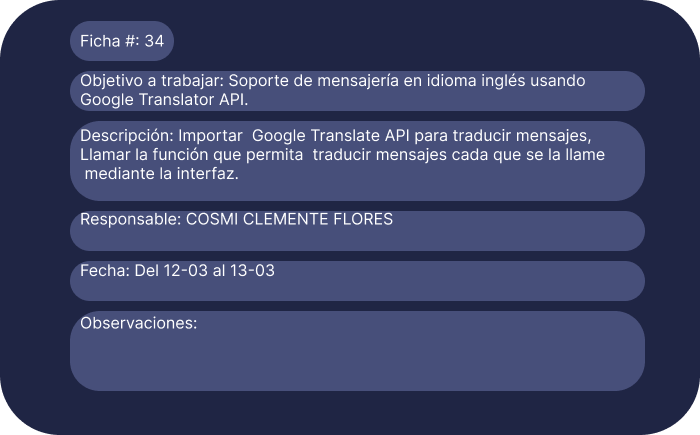 Ficha #: 34
Objetivo a trabajar: Soporte de mensajería en idioma inglés usando
Google Translator API.
Descripción: Importar  Google Translate API para traducir mensajes,
Llamar la función que permita  traducir mensajes cada que se la llame
 mediante la interfaz.
Responsable: COSMI CLEMENTE FLORES
Fecha: Del 12-03 al 13-03
Observaciones: